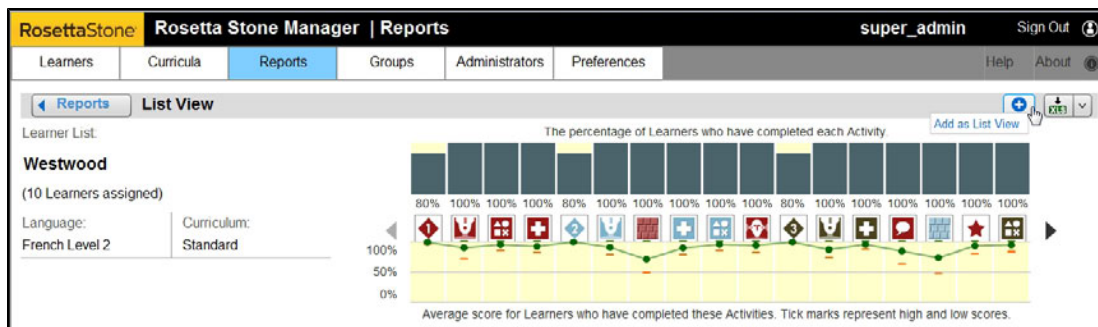 RosettaStone Rosetta Stone Manager | Reports super_admin Sign Out
Learners Curricula Reports Groups Administrators Preferences Help About
Reports List View XLS
Add as List View
Learner List: The percentage of Learners who have completed each Activity.
Westwood
(10 Learners assigned)
80% 100% 100% 100% 80% 100% 100% 100% 100% 100% 80% 100% 100% 100% 100% 100% 100%
Language: Curriculum:
1 2 3
French Level 2 Standard
100%
50%
0%
Average score for Learners who have completed these Activities. Tick marks represent high and low scores.